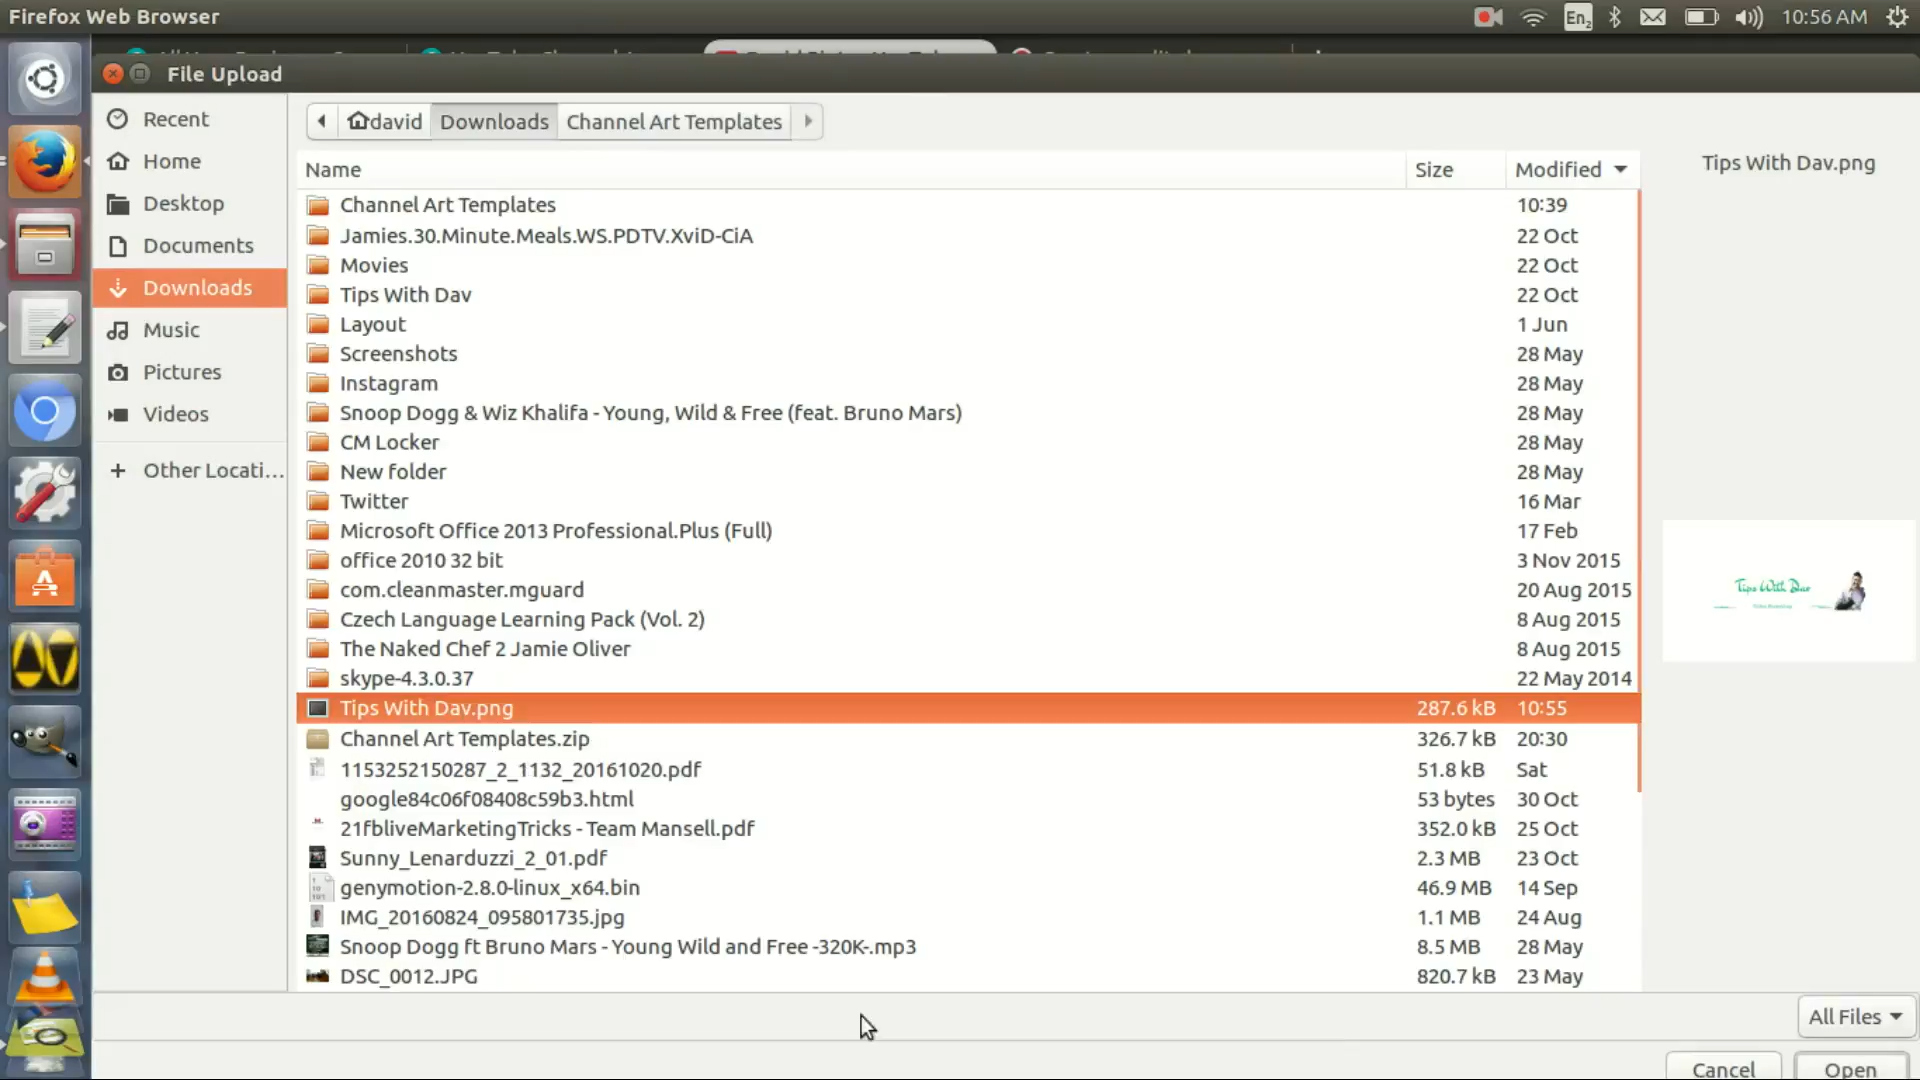 Firefox Web Browser
En2
10:56 AM
File Upload
Recent
Home
Desktop
Documents
Downloads
Music
Pictures
Videos
Other Locati...
david
Downloads
Channel Art Templates
Name
Size
Modified
Channel Art Templates 10:39
Jamies.30.Minute.Meals.WS.PDTV.XviD-CiA 22 Oct
Movies 22 Oct
Tips With Dav 22 Oct
Layout 1 Jun
Screenshots 28 May
Instagram 28 May
Snoop Dogg & Wiz Khalifa - Young, Wild & Free (feat. Bruno Mars) 28 May
CM Locker 28 May
New folder 28 May
Twitter 16 Mar
Microsoft Office 2013 Professional.Plus (Full) 17 Feb
office 2010 32 bit 3 Nov 2015
com.cleanmaster.mguard 20 Aug 2015
Czech Language Learning Pack (Vol. 2) 8 Aug 2015
The Naked Chef 2 Jamie Oliver 8 Aug 2015
skype-4.3.0.37 22 May 2014
Tips With Dav.png 287.6 kB 10:55
Channel Art Templates.zip 326.7 kB 20:30
1153252150287_2_1132_20161020.pdf 51.8 kB Sat
google84c06f08408c59b3.html 53 bytes 30 Oct
21fbliveMarketingTricks - Team Mansell.pdf 352.0 kB 25 Oct
Sunny_Lenarduzzi_2_01.pdf 2.3 MB 23 Oct
genymotion-2.8.0-linux_x64.bin 46.9 MB 14 Sep
IMG_20160824_095801735.jpg 1.1 MB 24 Aug
Snoop Dogg ft Bruno Mars - Young Wild and Free -320K-.mp3 8.5 MB 28 May
DSC_0012.JPG 820.7 kB 23 May
Tips With Dav.png
Tips With Dav
All Files
Cancel
Open